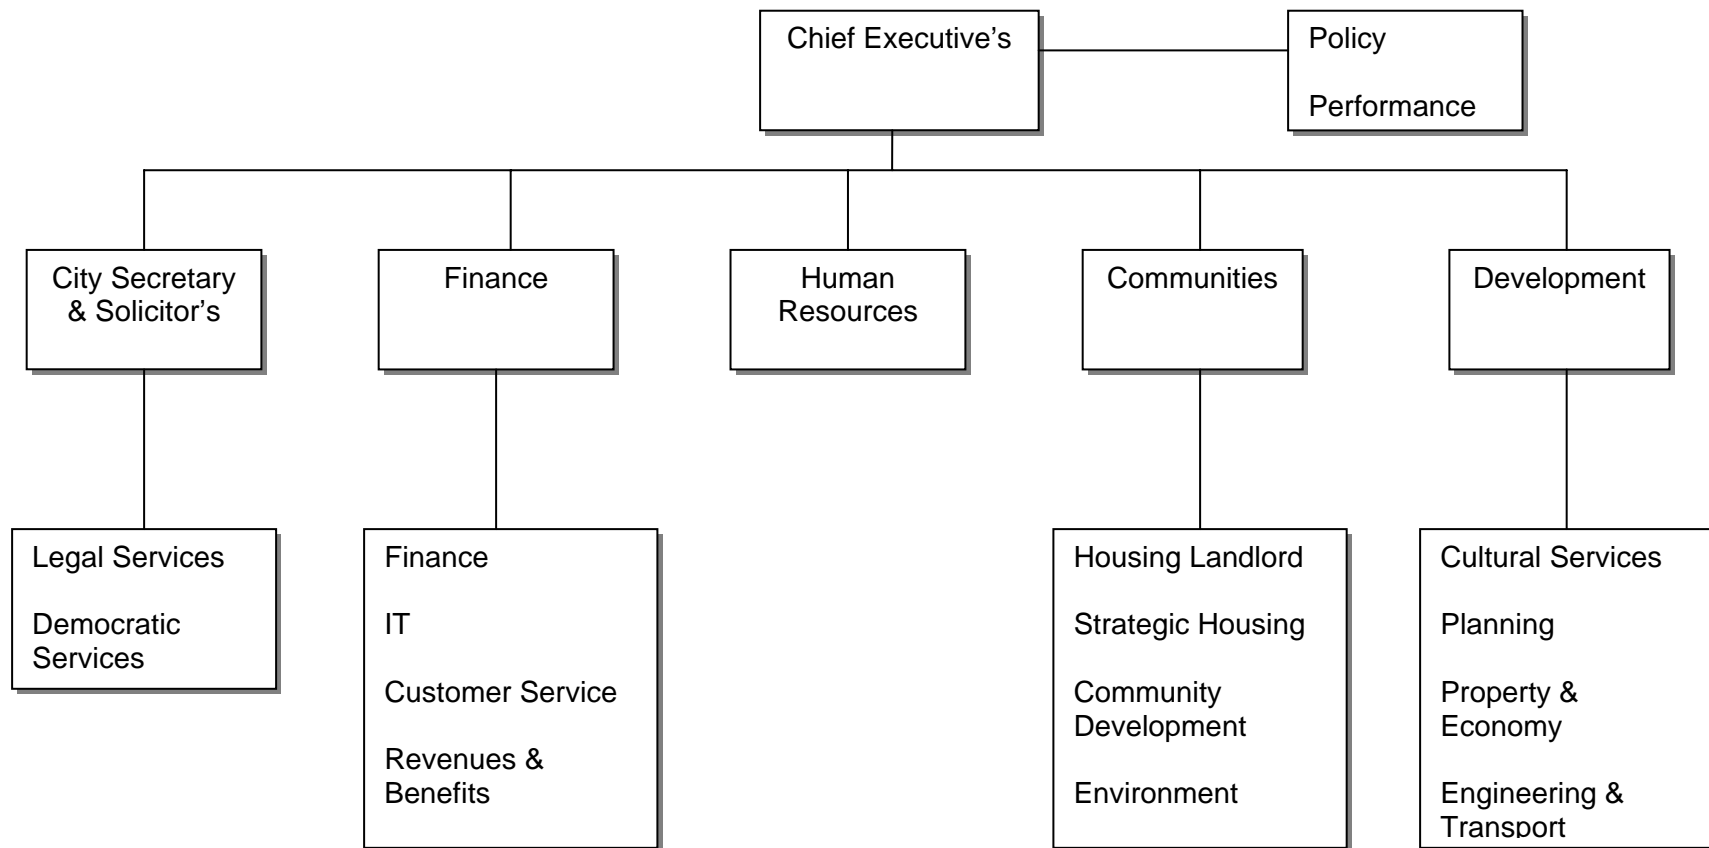 Chief Executive’s
Policy
Performance
City Secretary
& Solicitor’s
Finance
Human
Resources
Communities
Development
Legal Services
Democratic
Services
Finance
IT
Customer Service
Revenues &
Benefits
Housing Landlord
Strategic Housing
Community
Development
Environment
Cultural Services
Planning
Property &
Economy
Engineering &
Transport